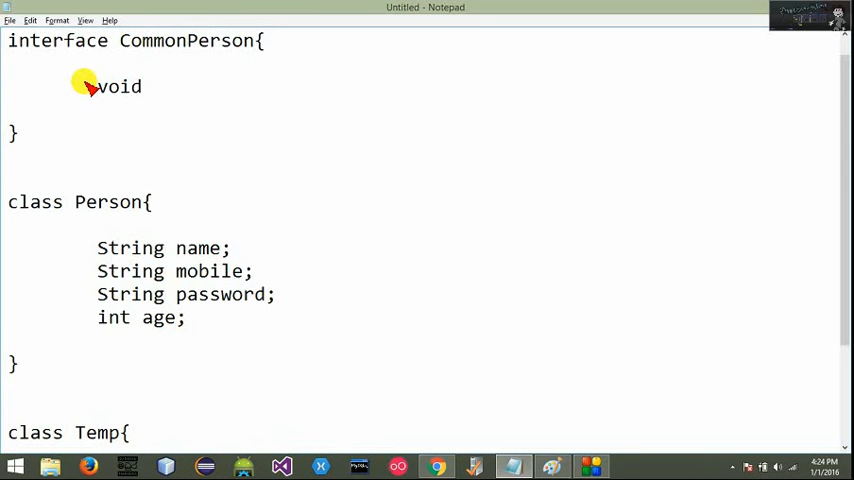 Untitled - Notepad
File Edit Format View Help
interface CommonPerson{
void
}
class Person{
String name;
String mobile;
String password;
int age;
}
class Temp{
4:24 PM
1/1/2016